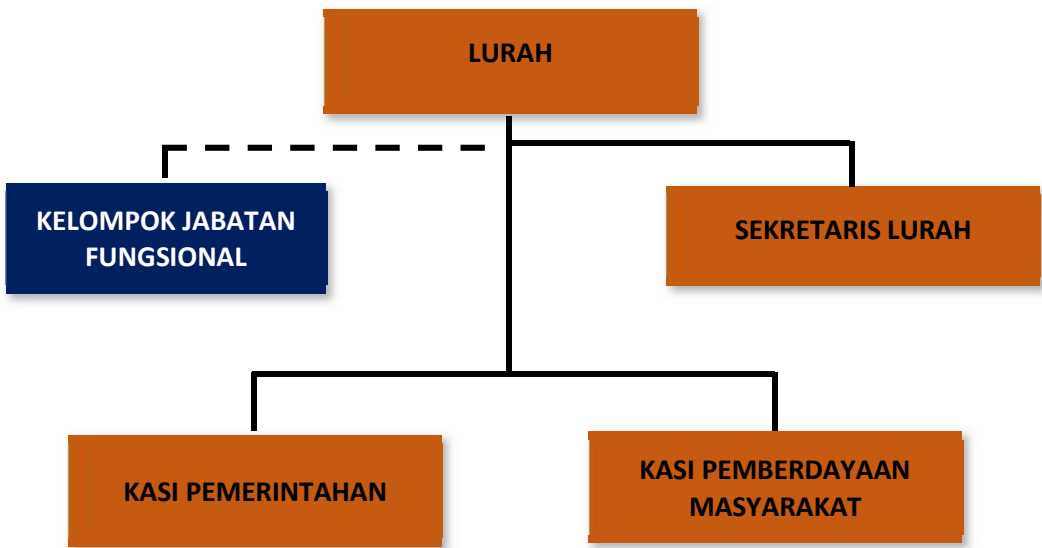 LURAH
KELOMPOK JABATAN
FUNGSIONAL
SEKRETARIS LURAH
KASI PEMERINTAHAN
KASI PEMBERDAYAAN
MASYARAKAT